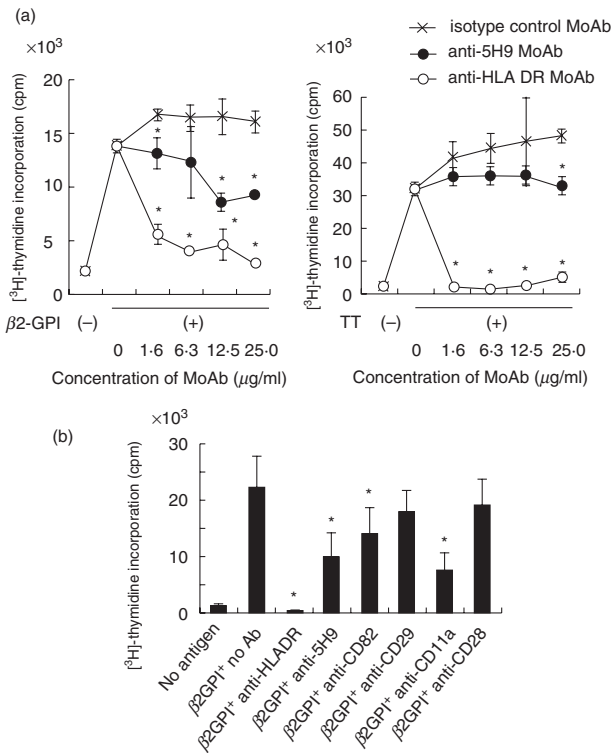 (a)
isotype control MoAb
anti-5H9 MoAb
anti-HLA DR MoAb
×10³
[³H]-thymidine incorporation (cpm)
20
15
10
5
0
β2-GPI (–) (+)
0 1·6 6·3 12·5 25·0
Concentration of MoAb (μg/ml)
* * * * * *
×10³
[³H]-thymidine incorporation (cpm)
60
50
40
30
20
10
0
TT (–) (+)
0 1·6 6·3 12·5 25·0
Concentration of MoAb (μg/ml)
* * * * *
(b)
×10³
[³H]-thymidine incorporation (cpm)
30
20
10
0
* * * *
No antigen
β2GPI⁺ no Ab
β2GPI⁺ anti-HLADR
β2GPI⁺ anti-5H9
β2GPI⁺ anti-CD82
β2GPI⁺ anti-CD29
β2GPI⁺ anti-CD11a
β2GPI⁺ anti-CD28